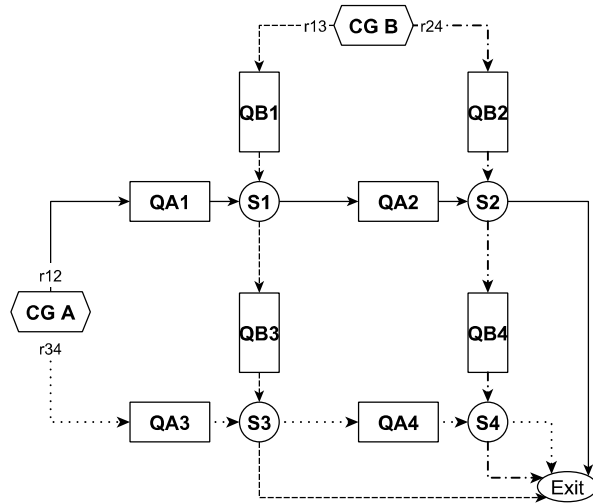 r13 CG B r24
QB1 QB2
QA1 S1 QA2 S2
r12
CG A
r34
QB3 QB4
QA3 S3 QA4 S4
Exit